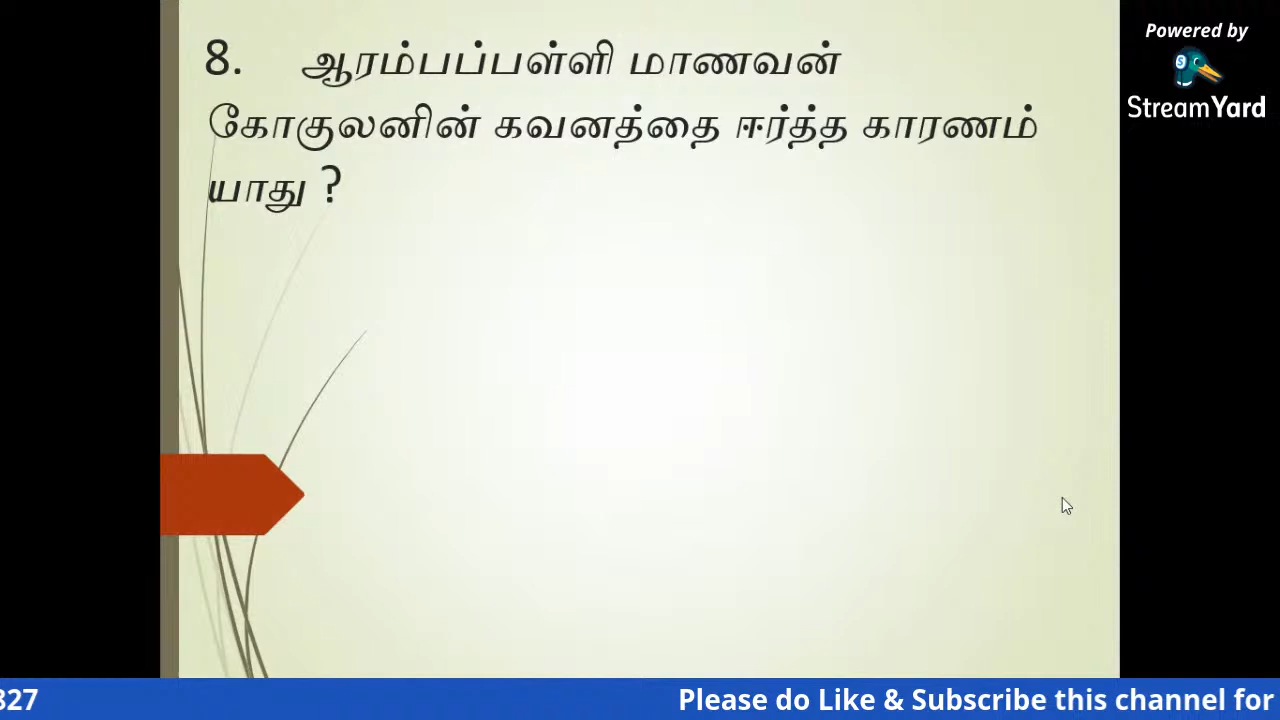 8. ஆரம்பப்பள்ளி மாணவன்
கோகுலனின் கவனத்தை ஈர்த்த காரணம்
யாது ?
Powered by
StreamYard
327 Please do Like & Subscribe this channel for